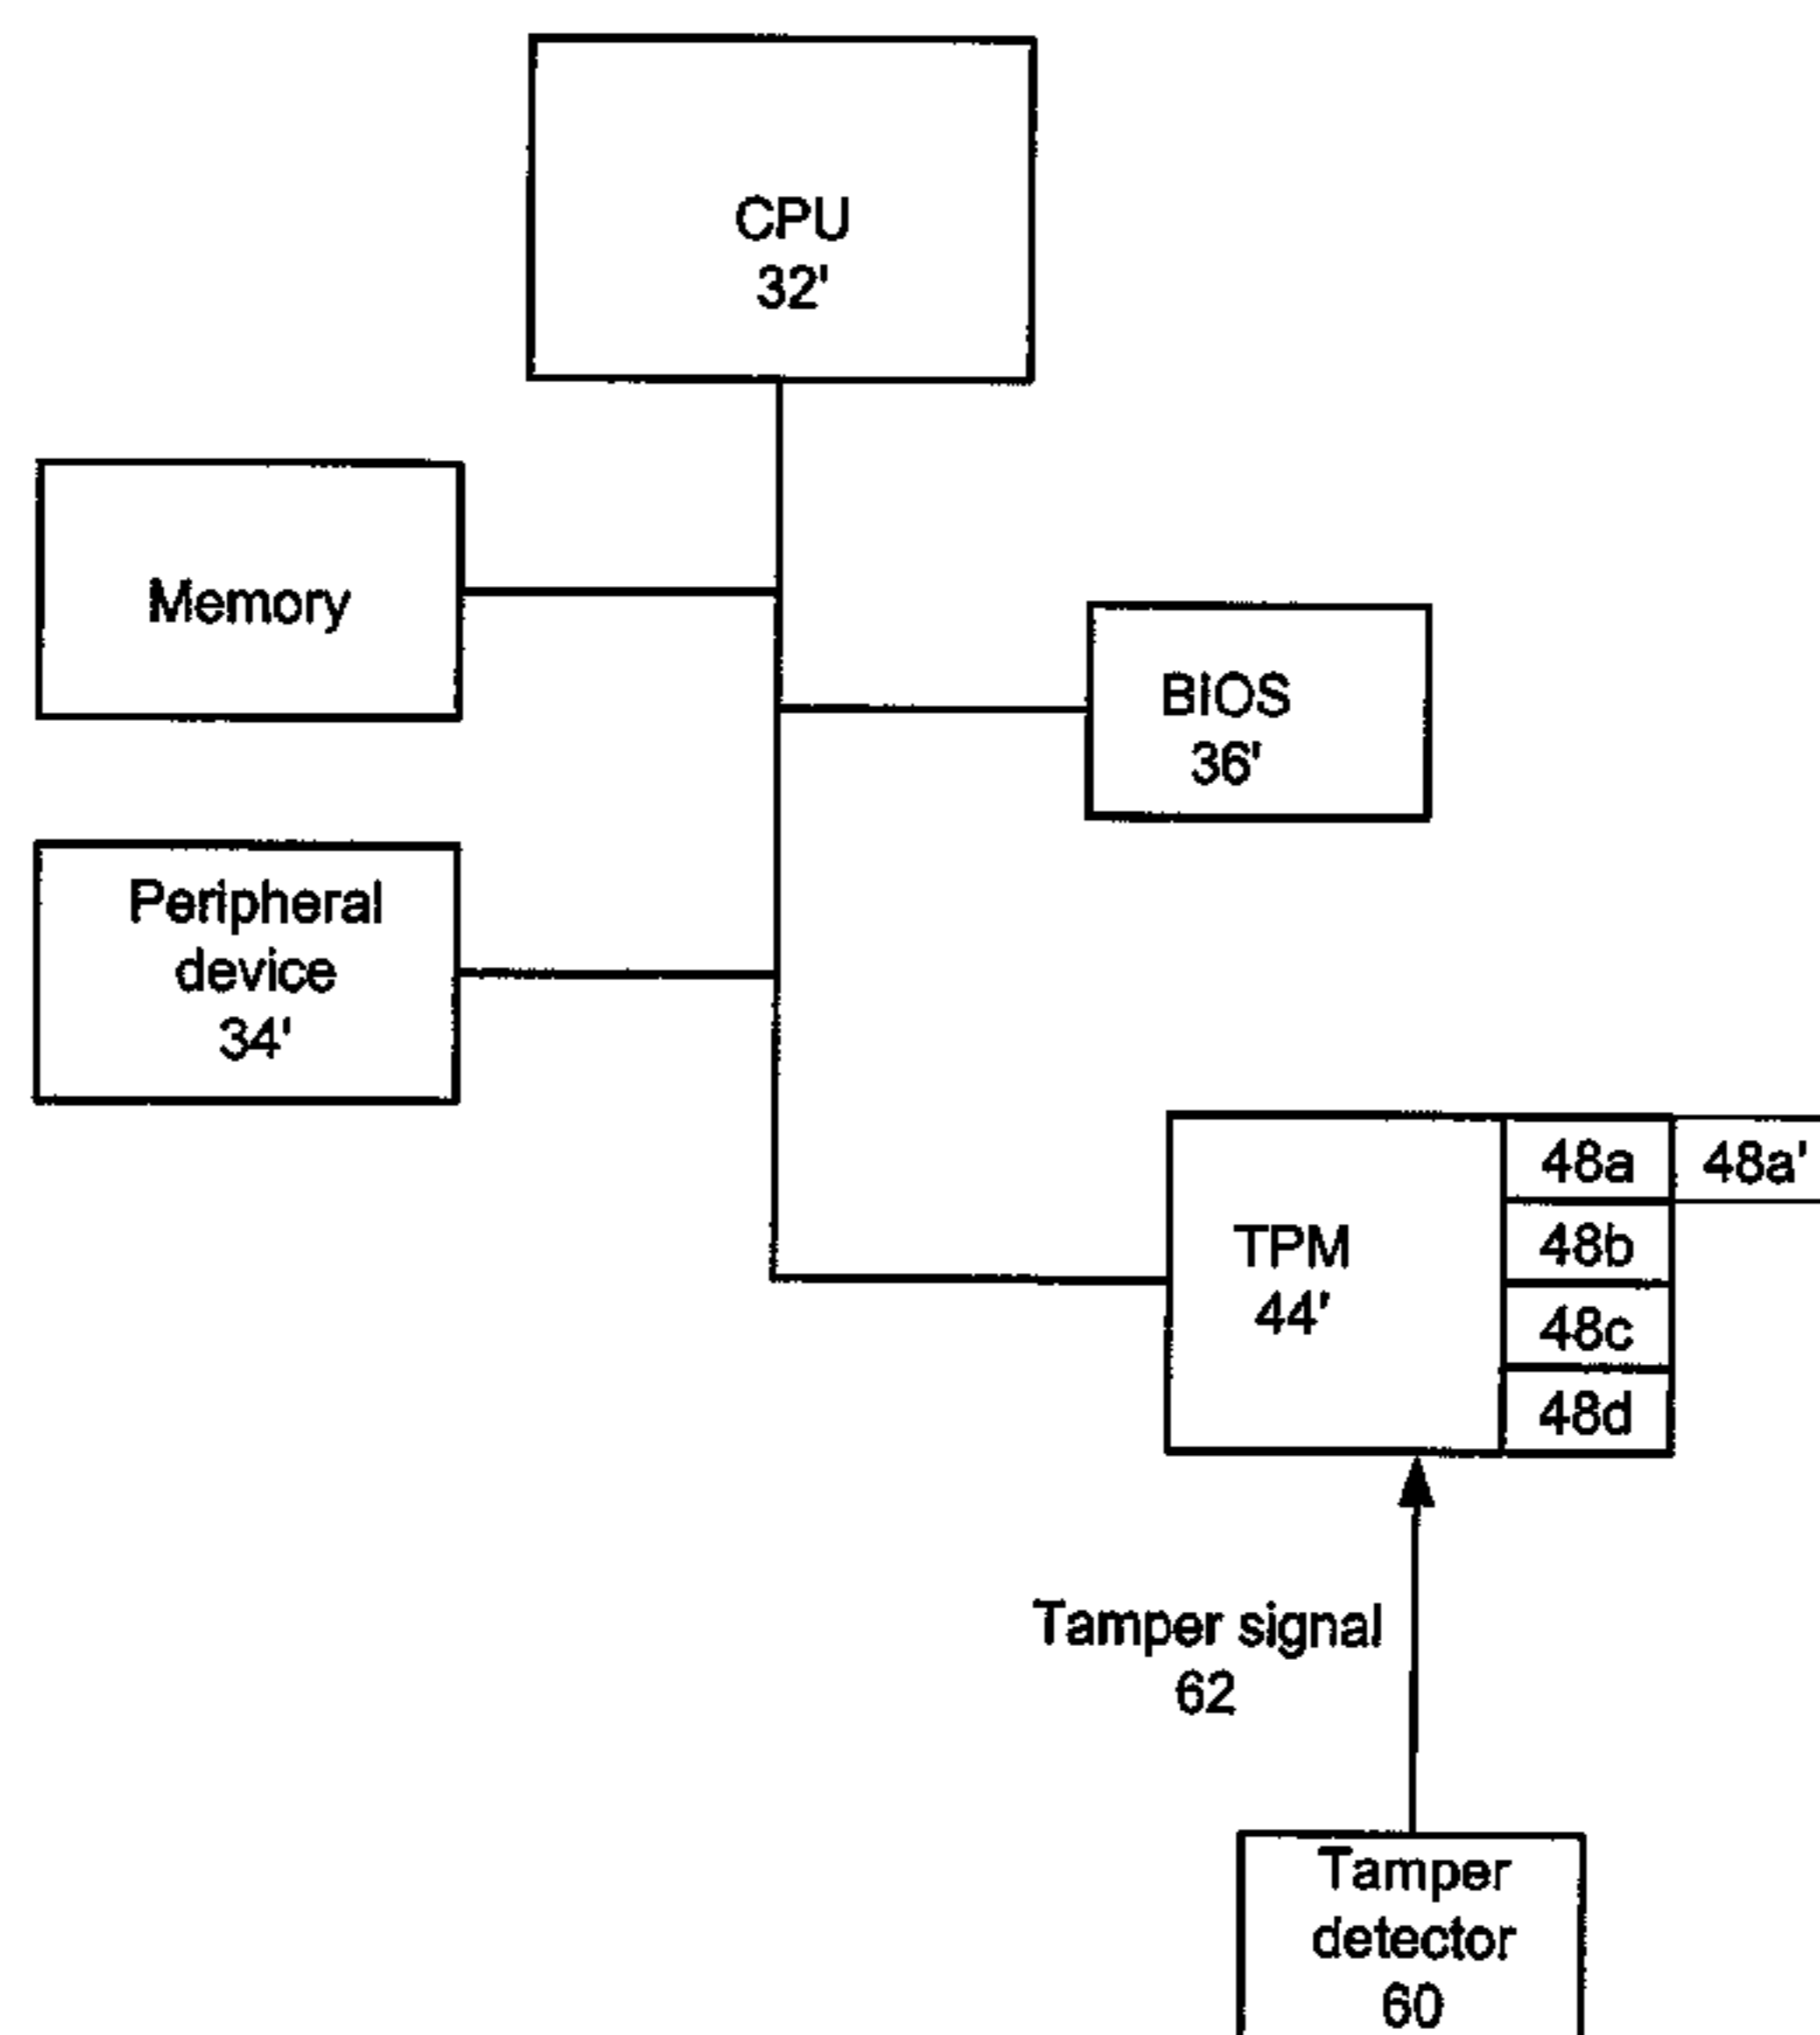 CPU
32'
Memory
BIOS
36'
Peripheral
device
34'
48a 48a'
48b
TPM
44'
48c
48d
Tamper signal
62
Tamper
detector
60